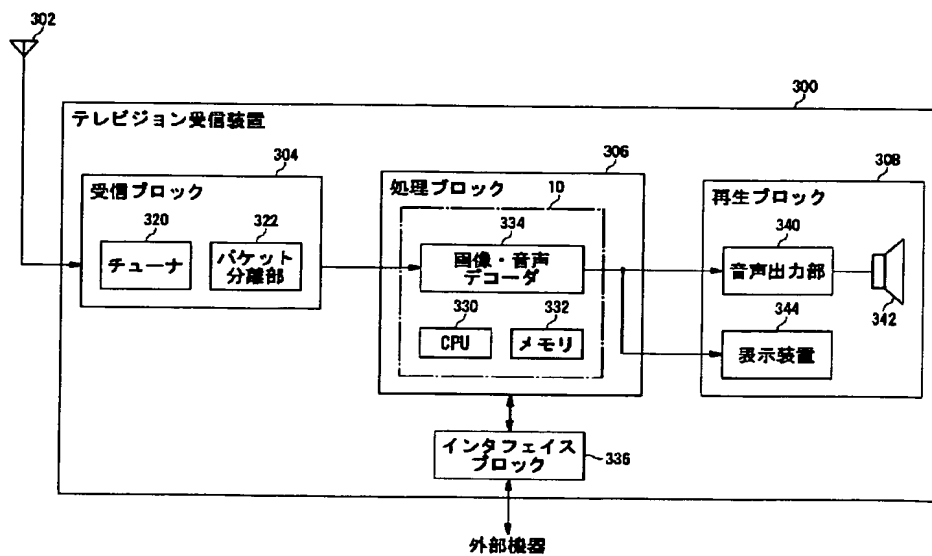 302
300
テレビジョン受信装置
304
受信ブロック
320
チューナ
322
パケット
分離部
306
処理ブロック
10
334
画像・音声
デコーダ
330
CPU
332
メモリ
308
再生ブロック
340
音声出力部
342
344
表示装置
インタフェイス
ブロック
336
外部機器